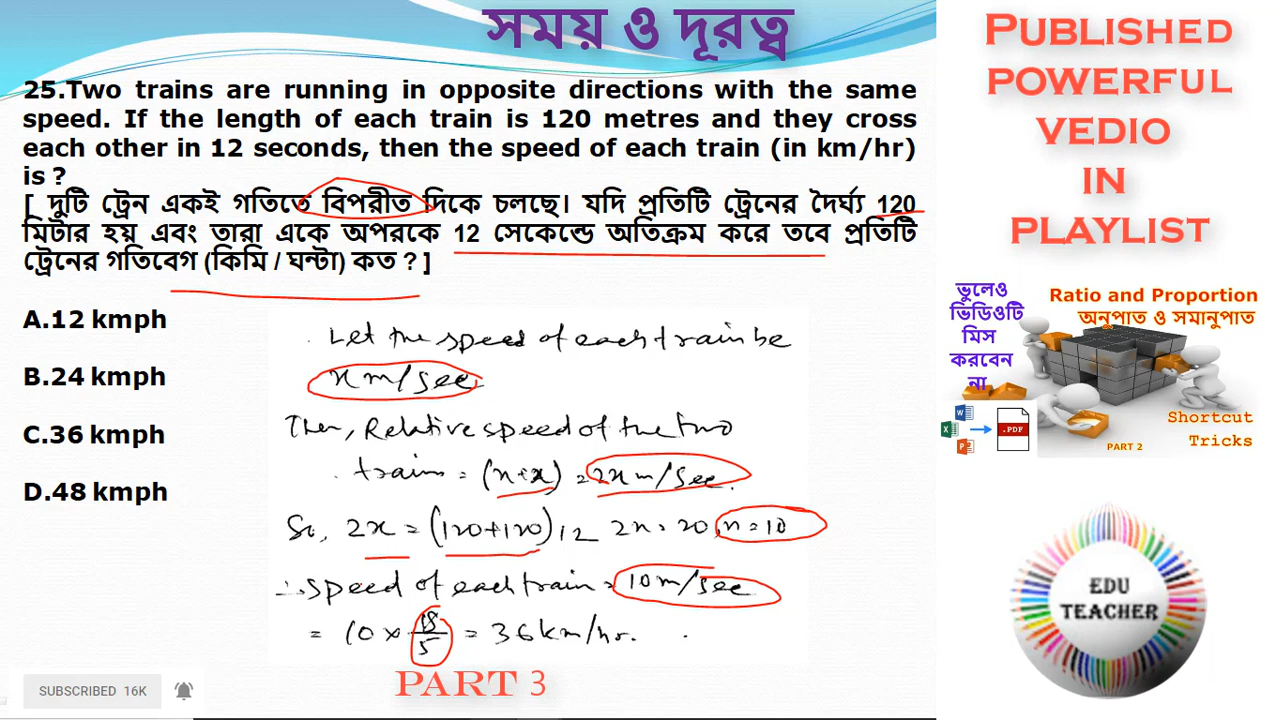 সময় ও দূরত্ব
25.Two trains are running in opposite directions with the same
speed. If the length of each train is 120 metres and they cross
each other in 12 seconds, then the speed of each train (in km/hr)
is ?
[ দুটি ট্রেন একই গতিতে বিপরীত দিকে চলছে। যদি প্রতিটি ট্রেনের দৈর্ঘ্য 120
মিটার হয় এবং তারা একে অপরকে 12 সেকেন্ডে অতিক্রম করে তবে প্রতিটি
ট্রেনের গতিবেগ (কিমি / ঘন্টা) কত ? ]
A.12 kmph
B.24 kmph
C.36 kmph
D.48 kmph
Let the speed of each train be
x m/sec.
Then, Relative speed of the two
trains = (x+x) = 2x m/sec.
So, 2x = (120+120)/12 2x = 20, x = 10
∴ speed of each train = 10 m/sec
= 10 × 18/5 = 36 km/hr.
PART 3
SUBSCRIBED 16K
PUBLISHED
POWERFUL
VEDIO
IN
PLAYLIST
ভুলেও
ভিডিওটি
মিস
করবেন
না
Ratio and Proportion
অনুপাত ও সমানুপাত
Shortcut
Tricks
PART 2
W
X
P
.PDF
EDU
TEACHER